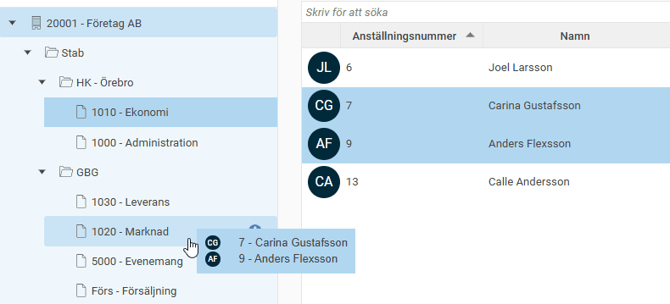 20001 - Företag AB
Stab
HK - Örebro
1010 - Ekonomi
1000 - Administration
GBG
1030 - Leverans
1020 - Marknad
5000 - Evenemang
Förs - Försäljning
Skriv för att söka
Anställningsnummer Namn
JL 6 Joel Larsson
CG 7 Carina Gustafsson
AF 9 Anders Flexsson
CA 13 Calle Andersson
CG 7 - Carina Gustafsson
AF 9 - Anders Flexsson